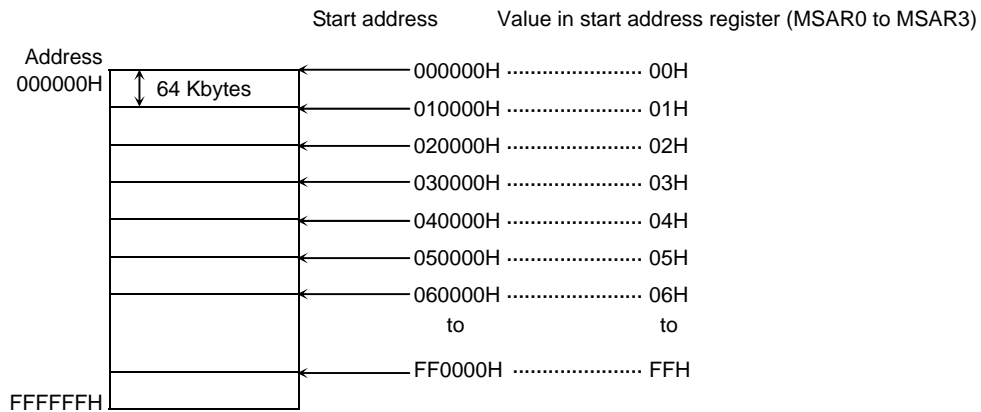 Start address Value in start address register (MSAR0 to MSAR3)
Address
000000H 64 Kbytes 000000H ........................ 00H
010000H ........................ 01H
020000H ........................ 02H
030000H ........................ 03H
040000H ........................ 04H
050000H ........................ 05H
060000H ........................ 06H
to to
FF0000H ....................... FFH
FFFFFFH